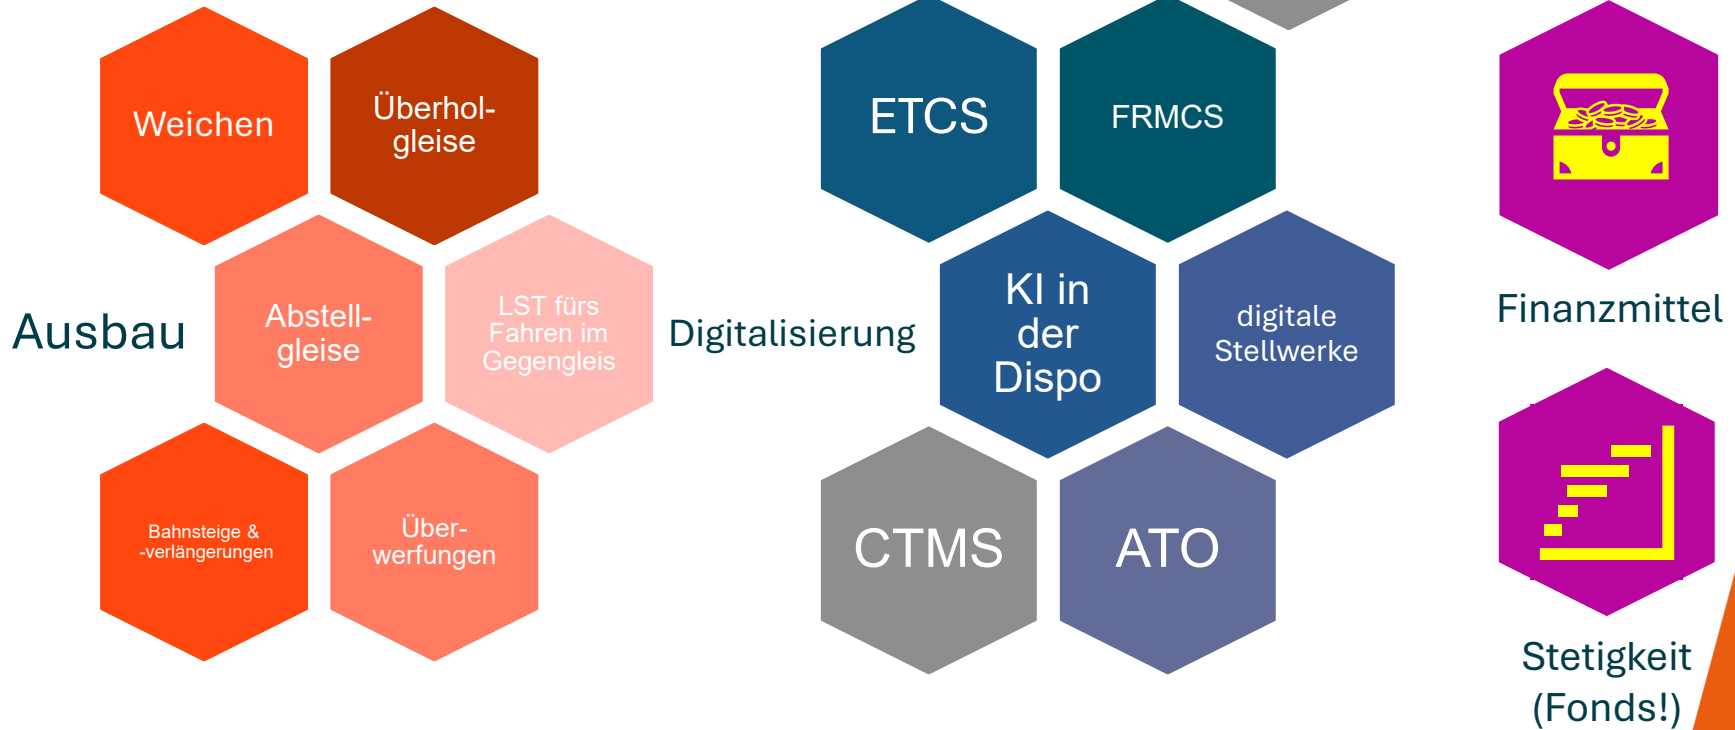 Weichen
Überhol-
gleise
Ausbau
Abstell-
gleise
LST fürs
Fahren im
Gegengleis
Bahnsteige &
-verlängerungen
Über-
werfungen
ETCS
FRMCS
Digitalisierung
KI in
der
Dispo
digitale
Stellwerke
CTMS
ATO
Finanzmittel
Stetigkeit
(Fonds!)